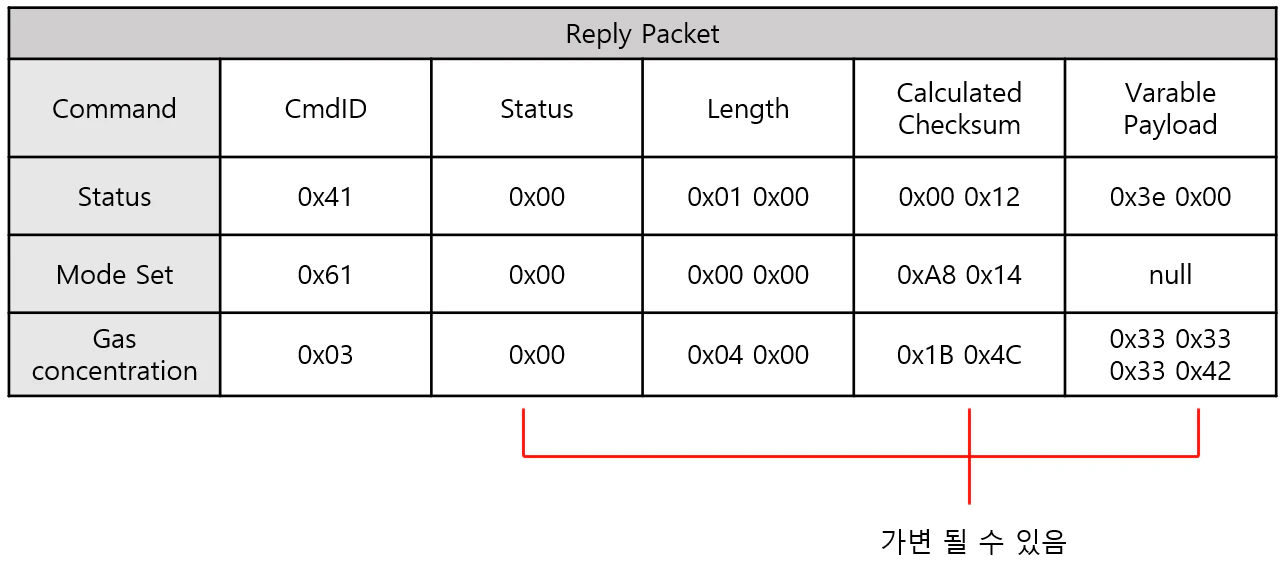 Reply Packet
Command CmdID Status Length Calculated Checksum Varable Payload
Status 0x41 0x00 0x01 0x00 0x00 0x12 0x3e 0x00
Mode Set 0x61 0x00 0x00 0x00 0xA8 0x14 null
Gas concentration 0x03 0x00 0x04 0x00 0x1B 0x4C 0x33 0x33 0x33 0x42
가변 될 수 있음